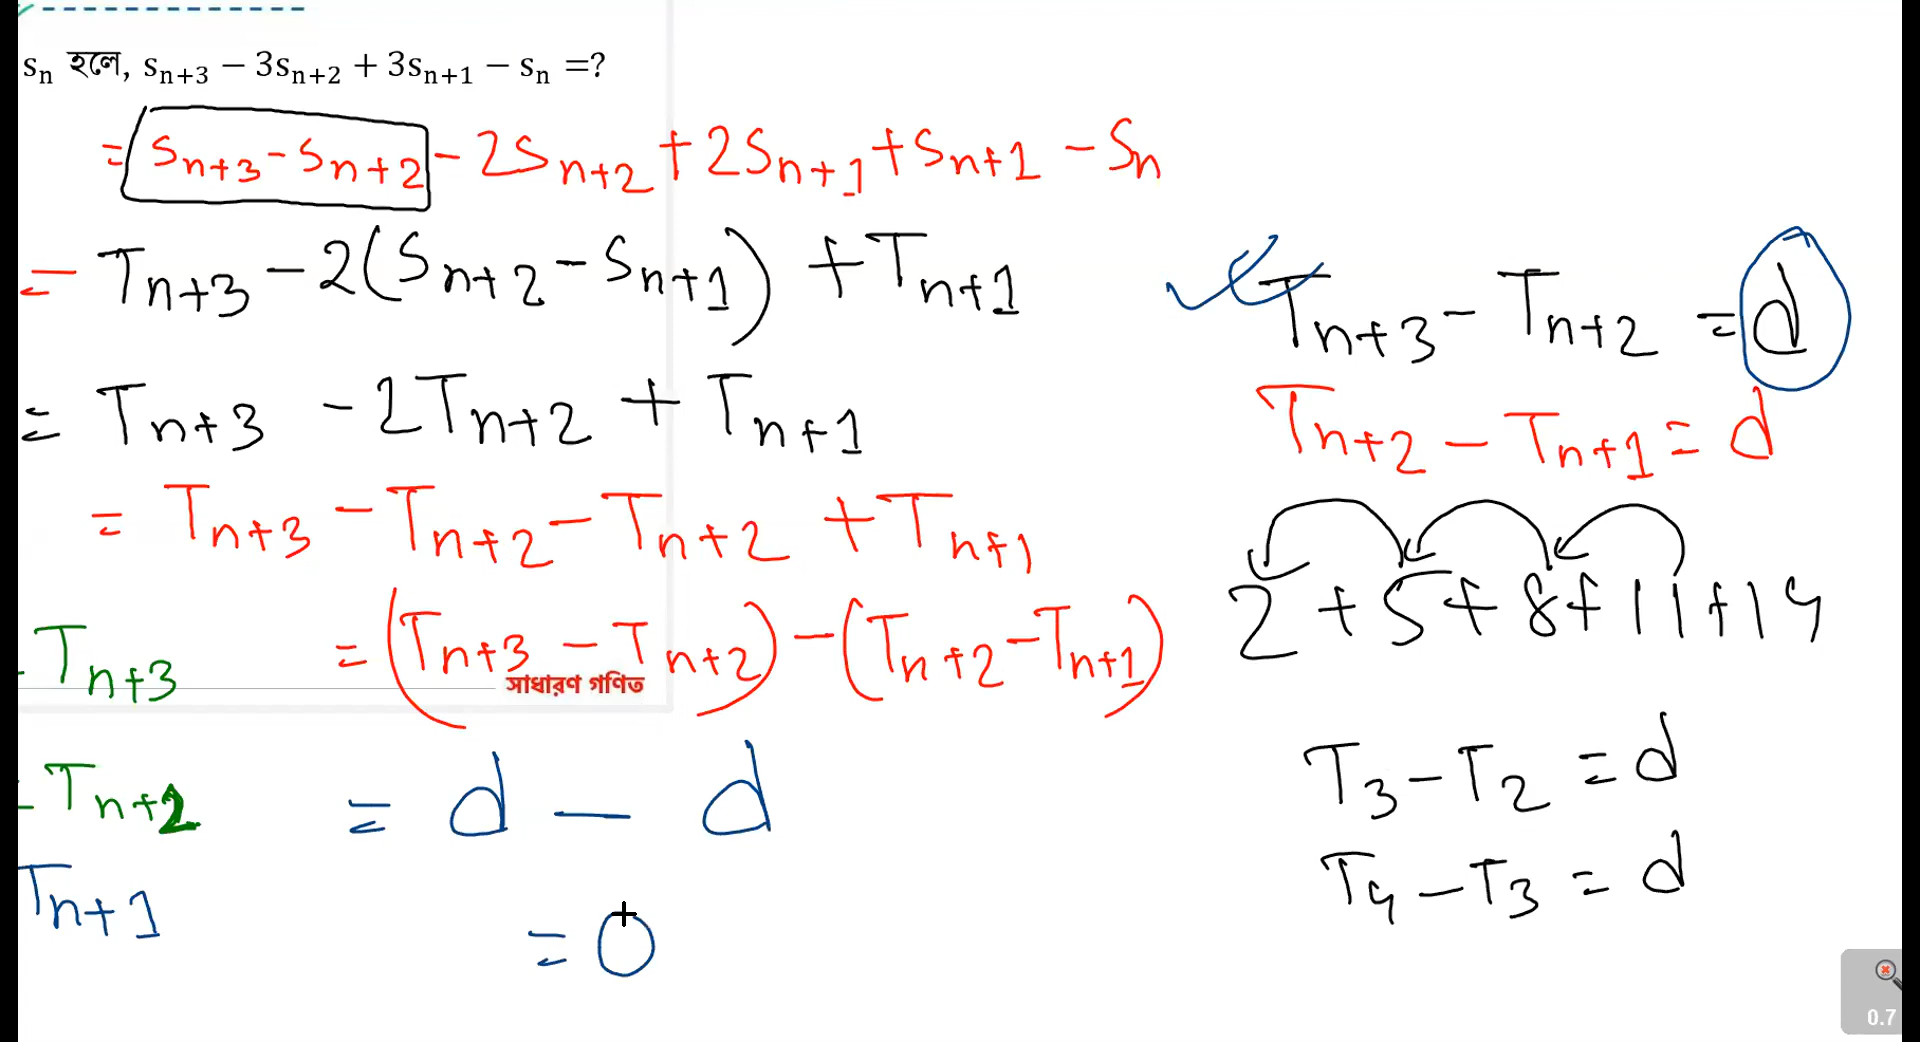 sₙ হলে, sₙ₊₃ − 3sₙ₊₂ + 3sₙ₊₁ − sₙ =?
= Sₙ₊₃ - Sₙ₊₂ - 2Sₙ₊₂ + 2Sₙ₊₁ + Sₙ₊₁ - Sₙ
= Tₙ₊₃ - 2(Sₙ₊₂ - Sₙ₊₁) + Tₙ₊₁
= Tₙ₊₃ - 2Tₙ₊₂ + Tₙ₊₁
= Tₙ₊₃ - Tₙ₊₂ - Tₙ₊₂ + Tₙ₊₁
= (Tₙ₊₃ - Tₙ₊₂) - (Tₙ₊₂ - Tₙ₊₁)
সাধারণ গণিত
= d - d
= 0
- Tₙ₊₃
- Tₙ₊₂
Tₙ₊₁
Tₙ₊₃ - Tₙ₊₂ = d
Tₙ₊₂ - Tₙ₊₁ = d
2 + 5 + 8 + 11 + 14
T₃ - T₂ = d
T₄ - T₃ = d
0.7